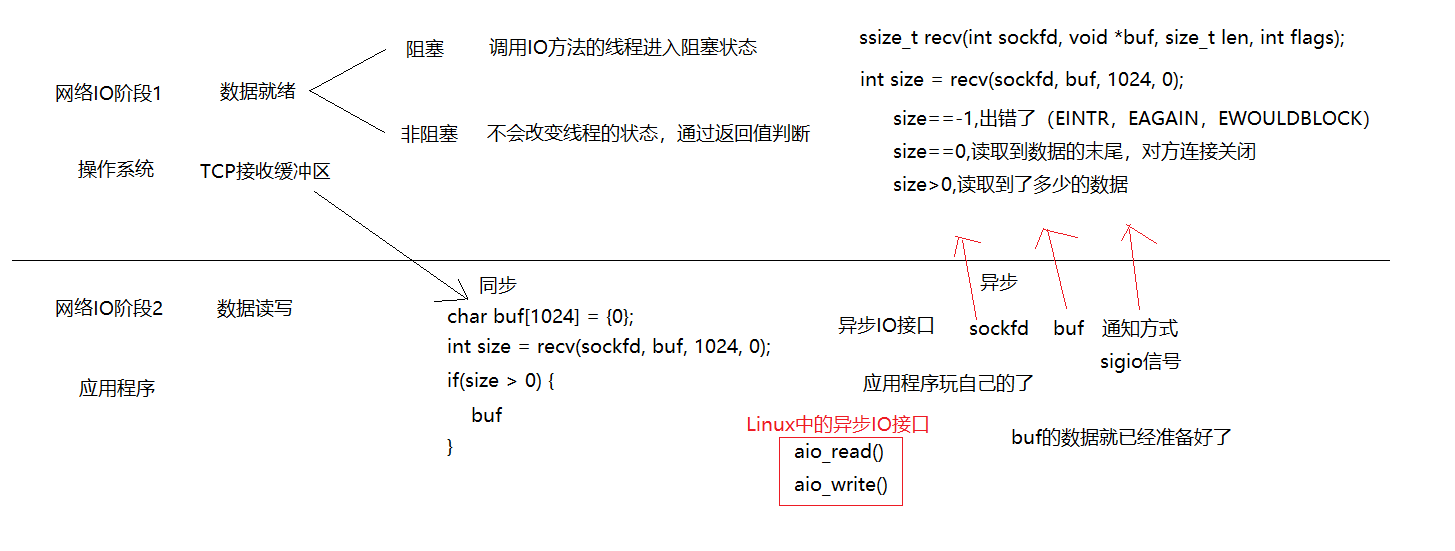 阻塞 调用IO方法的线程进入阻塞状态
ssize_t recv(int sockfd, void *buf, size_t len, int flags);
网络IO阶段1 数据就绪
int size = recv(sockfd, buf, 1024, 0);
size==-1,出错了（EINTR，EAGAIN，EWOULDBLOCK）
非阻塞 不会改变线程的状态，通过返回值判断
size==0,读取到数据的末尾，对方连接关闭
操作系统 TCP接收缓冲区
size>0,读取到了多少的数据
网络IO阶段2 数据读写
同步
char buf[1024] = {0};
int size = recv(sockfd, buf, 1024, 0);
if(size > 0) {
buf
}
应用程序
异步
异步IO接口 sockfd buf 通知方式
sigio信号
应用程序玩自己的了
Linux中的异步IO接口
aio_read()
aio_write()
buf的数据就已经准备好了